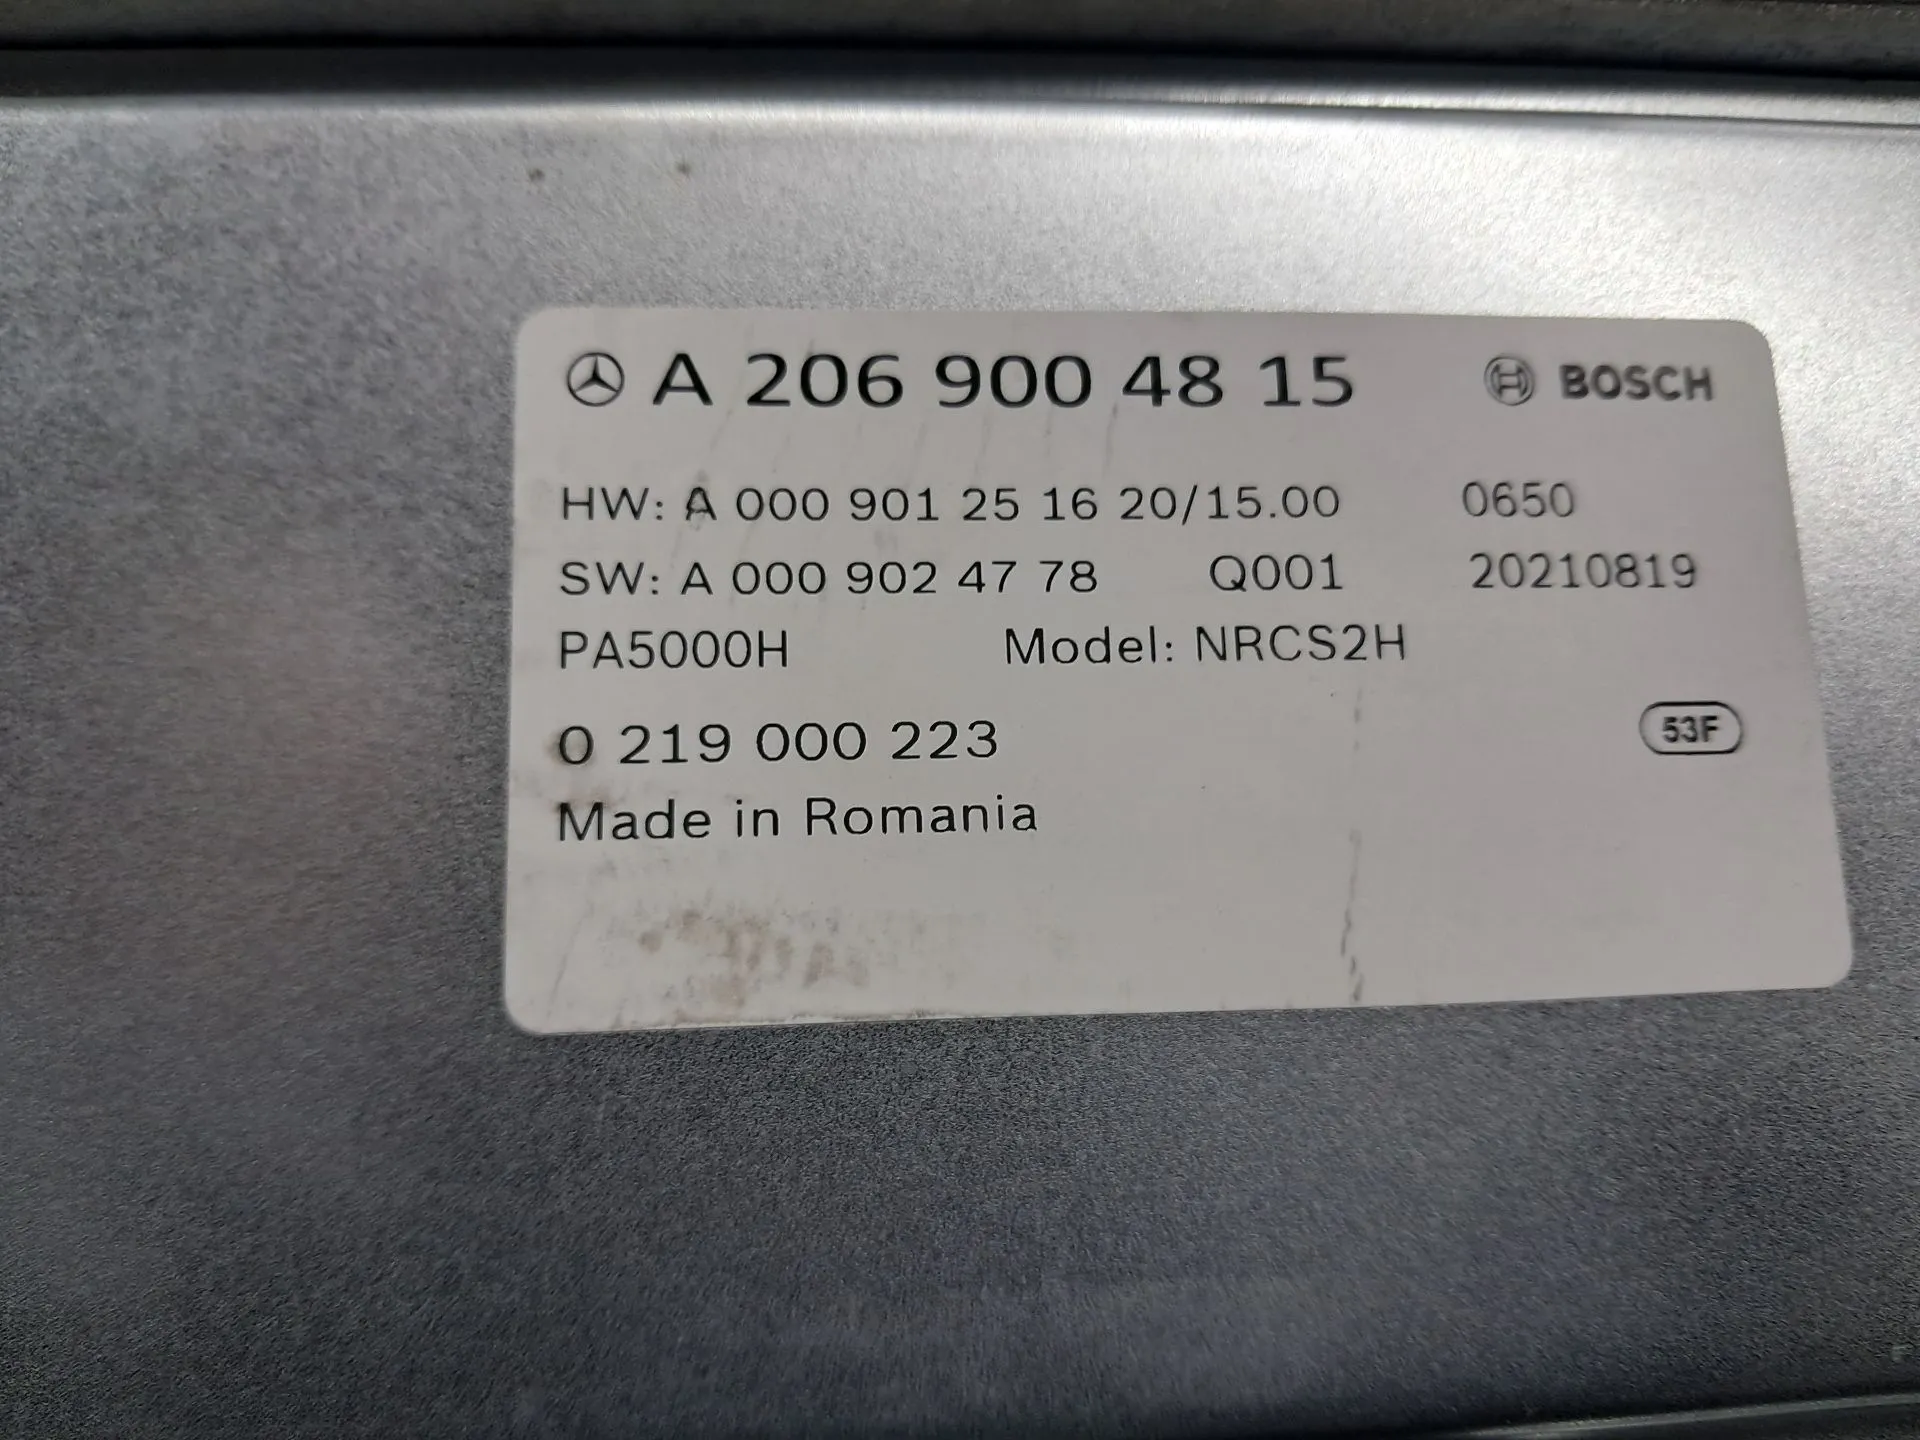 A 206 900 48 15 BOSCH
HW: A 000 901 25 16 20/15.00 0650
SW: A 000 902 47 78 Q001 20210819
PA5000H Model: NRCS2H
0 219 000 223 53F
Made in Romania